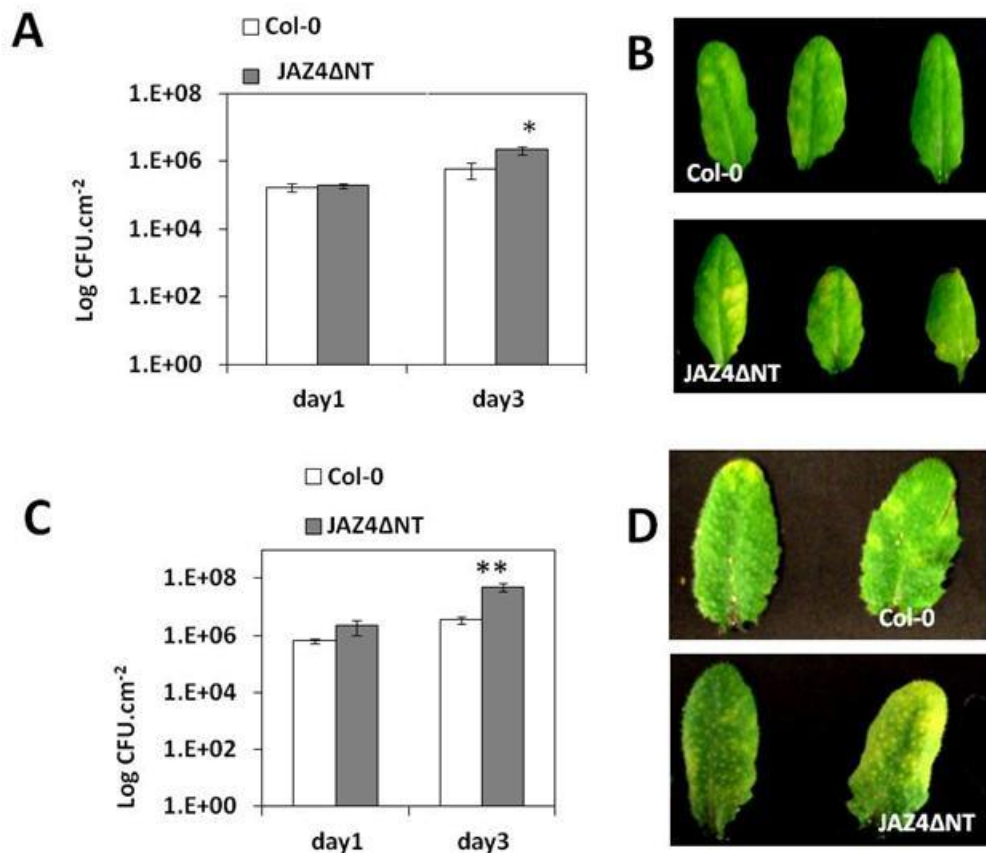 A
Col-0
JAZ4ΔNT
Log CFU.cm⁻²
1.E+08
1.E+06
1.E+04
1.E+02
1.E+00
*
day1
day3
B
Col-0
JAZ4ΔNT
C
Col-0
JAZ4ΔNT
Log CFU.cm⁻²
1.E+08
1.E+06
1.E+04
1.E+02
1.E+00
**
day1
day3
D
Col-0
JAZ4ΔNT